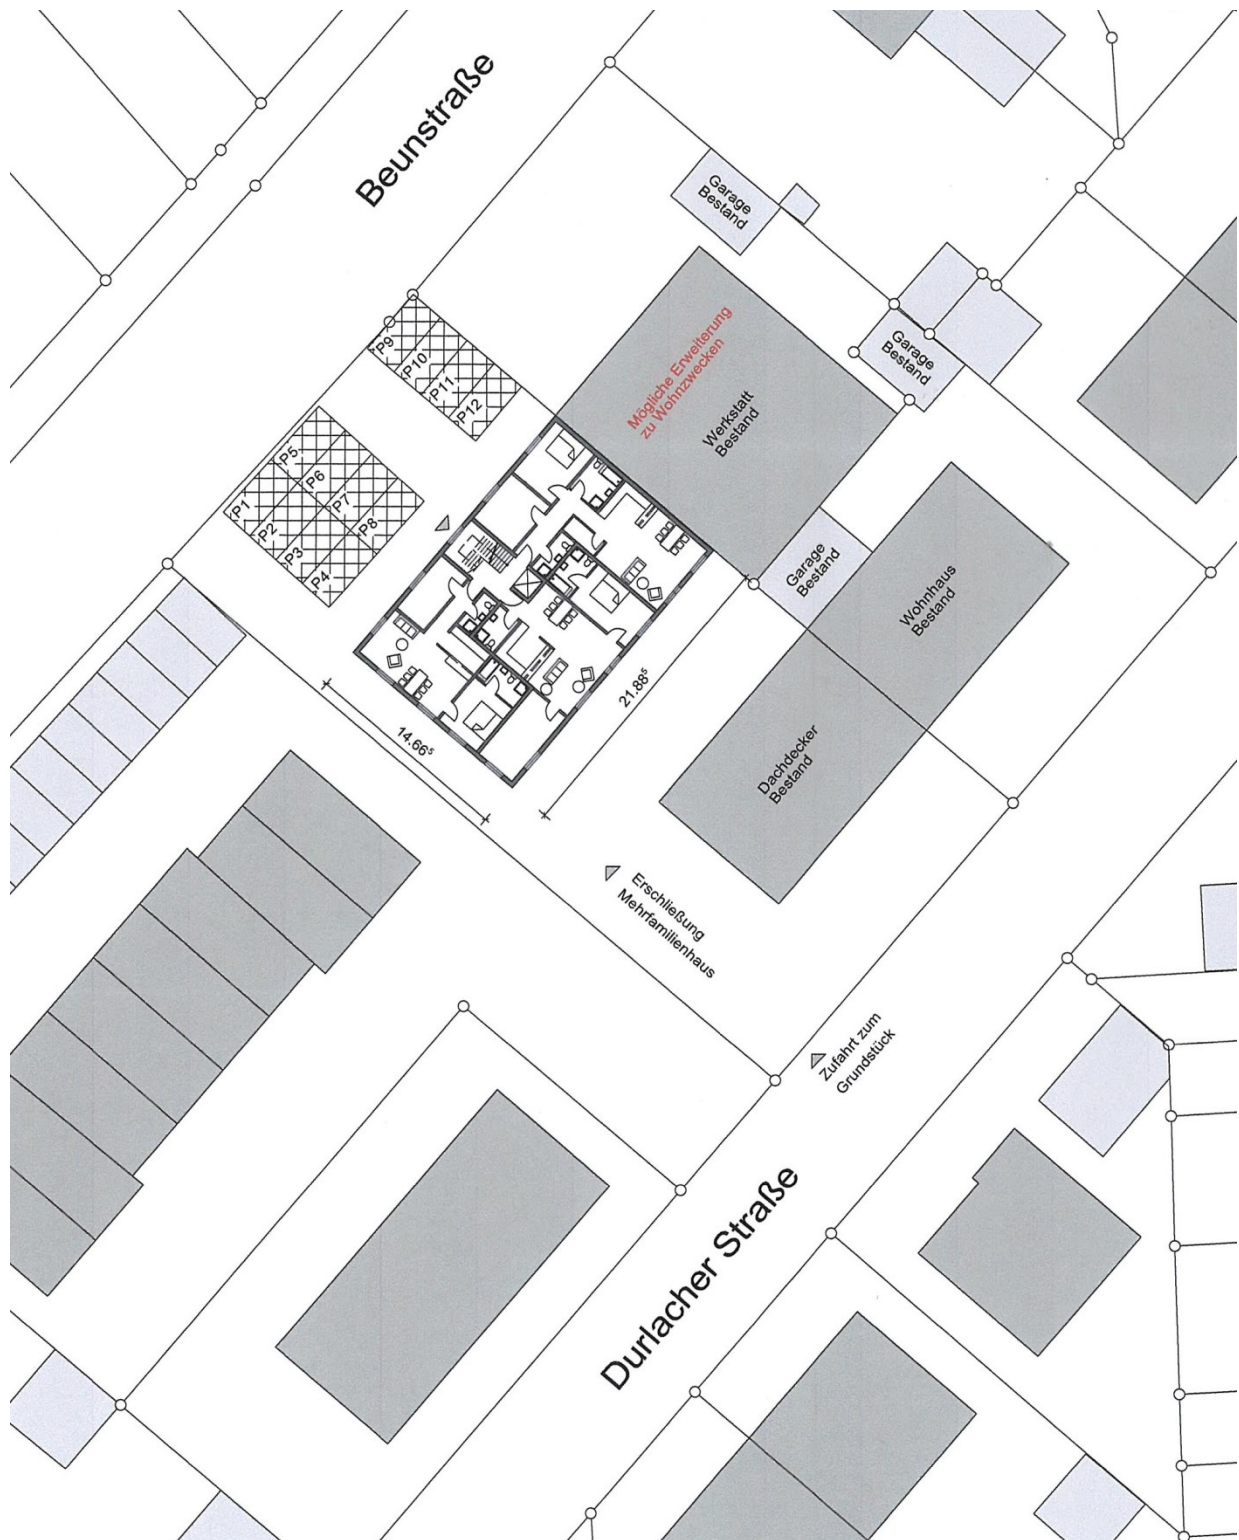 Beunstraße
Garage
Bestand
Garage
Bestand
Mögliche Erweiterung
zu Wohnzwecken
Werkstatt
Bestand
P9
P10
P11
P12
P5
P6
P7
P8
P1
P2
P3
P4
Garage
Bestand
Wohnhaus
Bestand
21.88⁵
14.66⁵
Dachdecker
Bestand
Erschließung
Mehrfamilienhaus
Zufahrt zum
Grundstück
Durlacher Straße